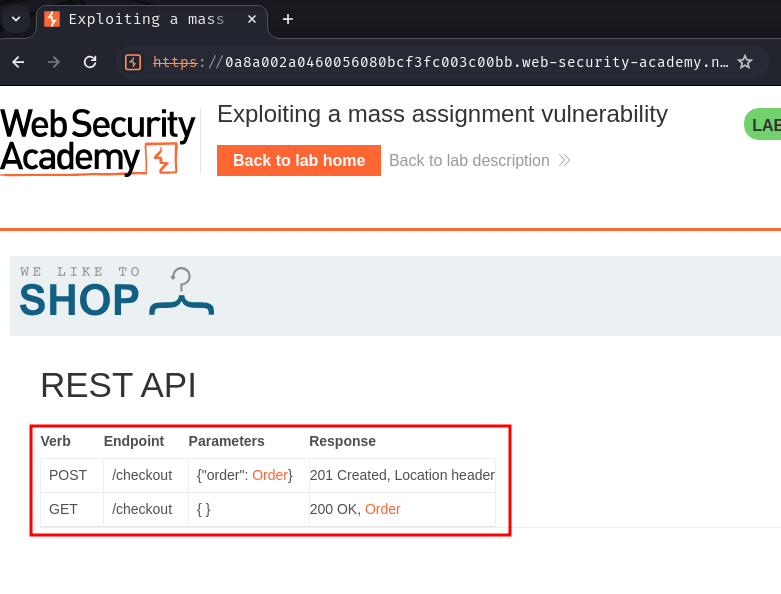 Exploiting a mass
https://0a8a002a0460056080bcf3fc003c00bb.web-security-academy.n…
Web Security
Academy
Exploiting a mass assignment vulnerability
LAB
Back to lab home
Back to lab description
WE LIKE TO
SHOP
REST API
Verb Endpoint Parameters Response
POST /checkout {"order": Order} 201 Created, Location header
GET /checkout { } 200 OK, Order